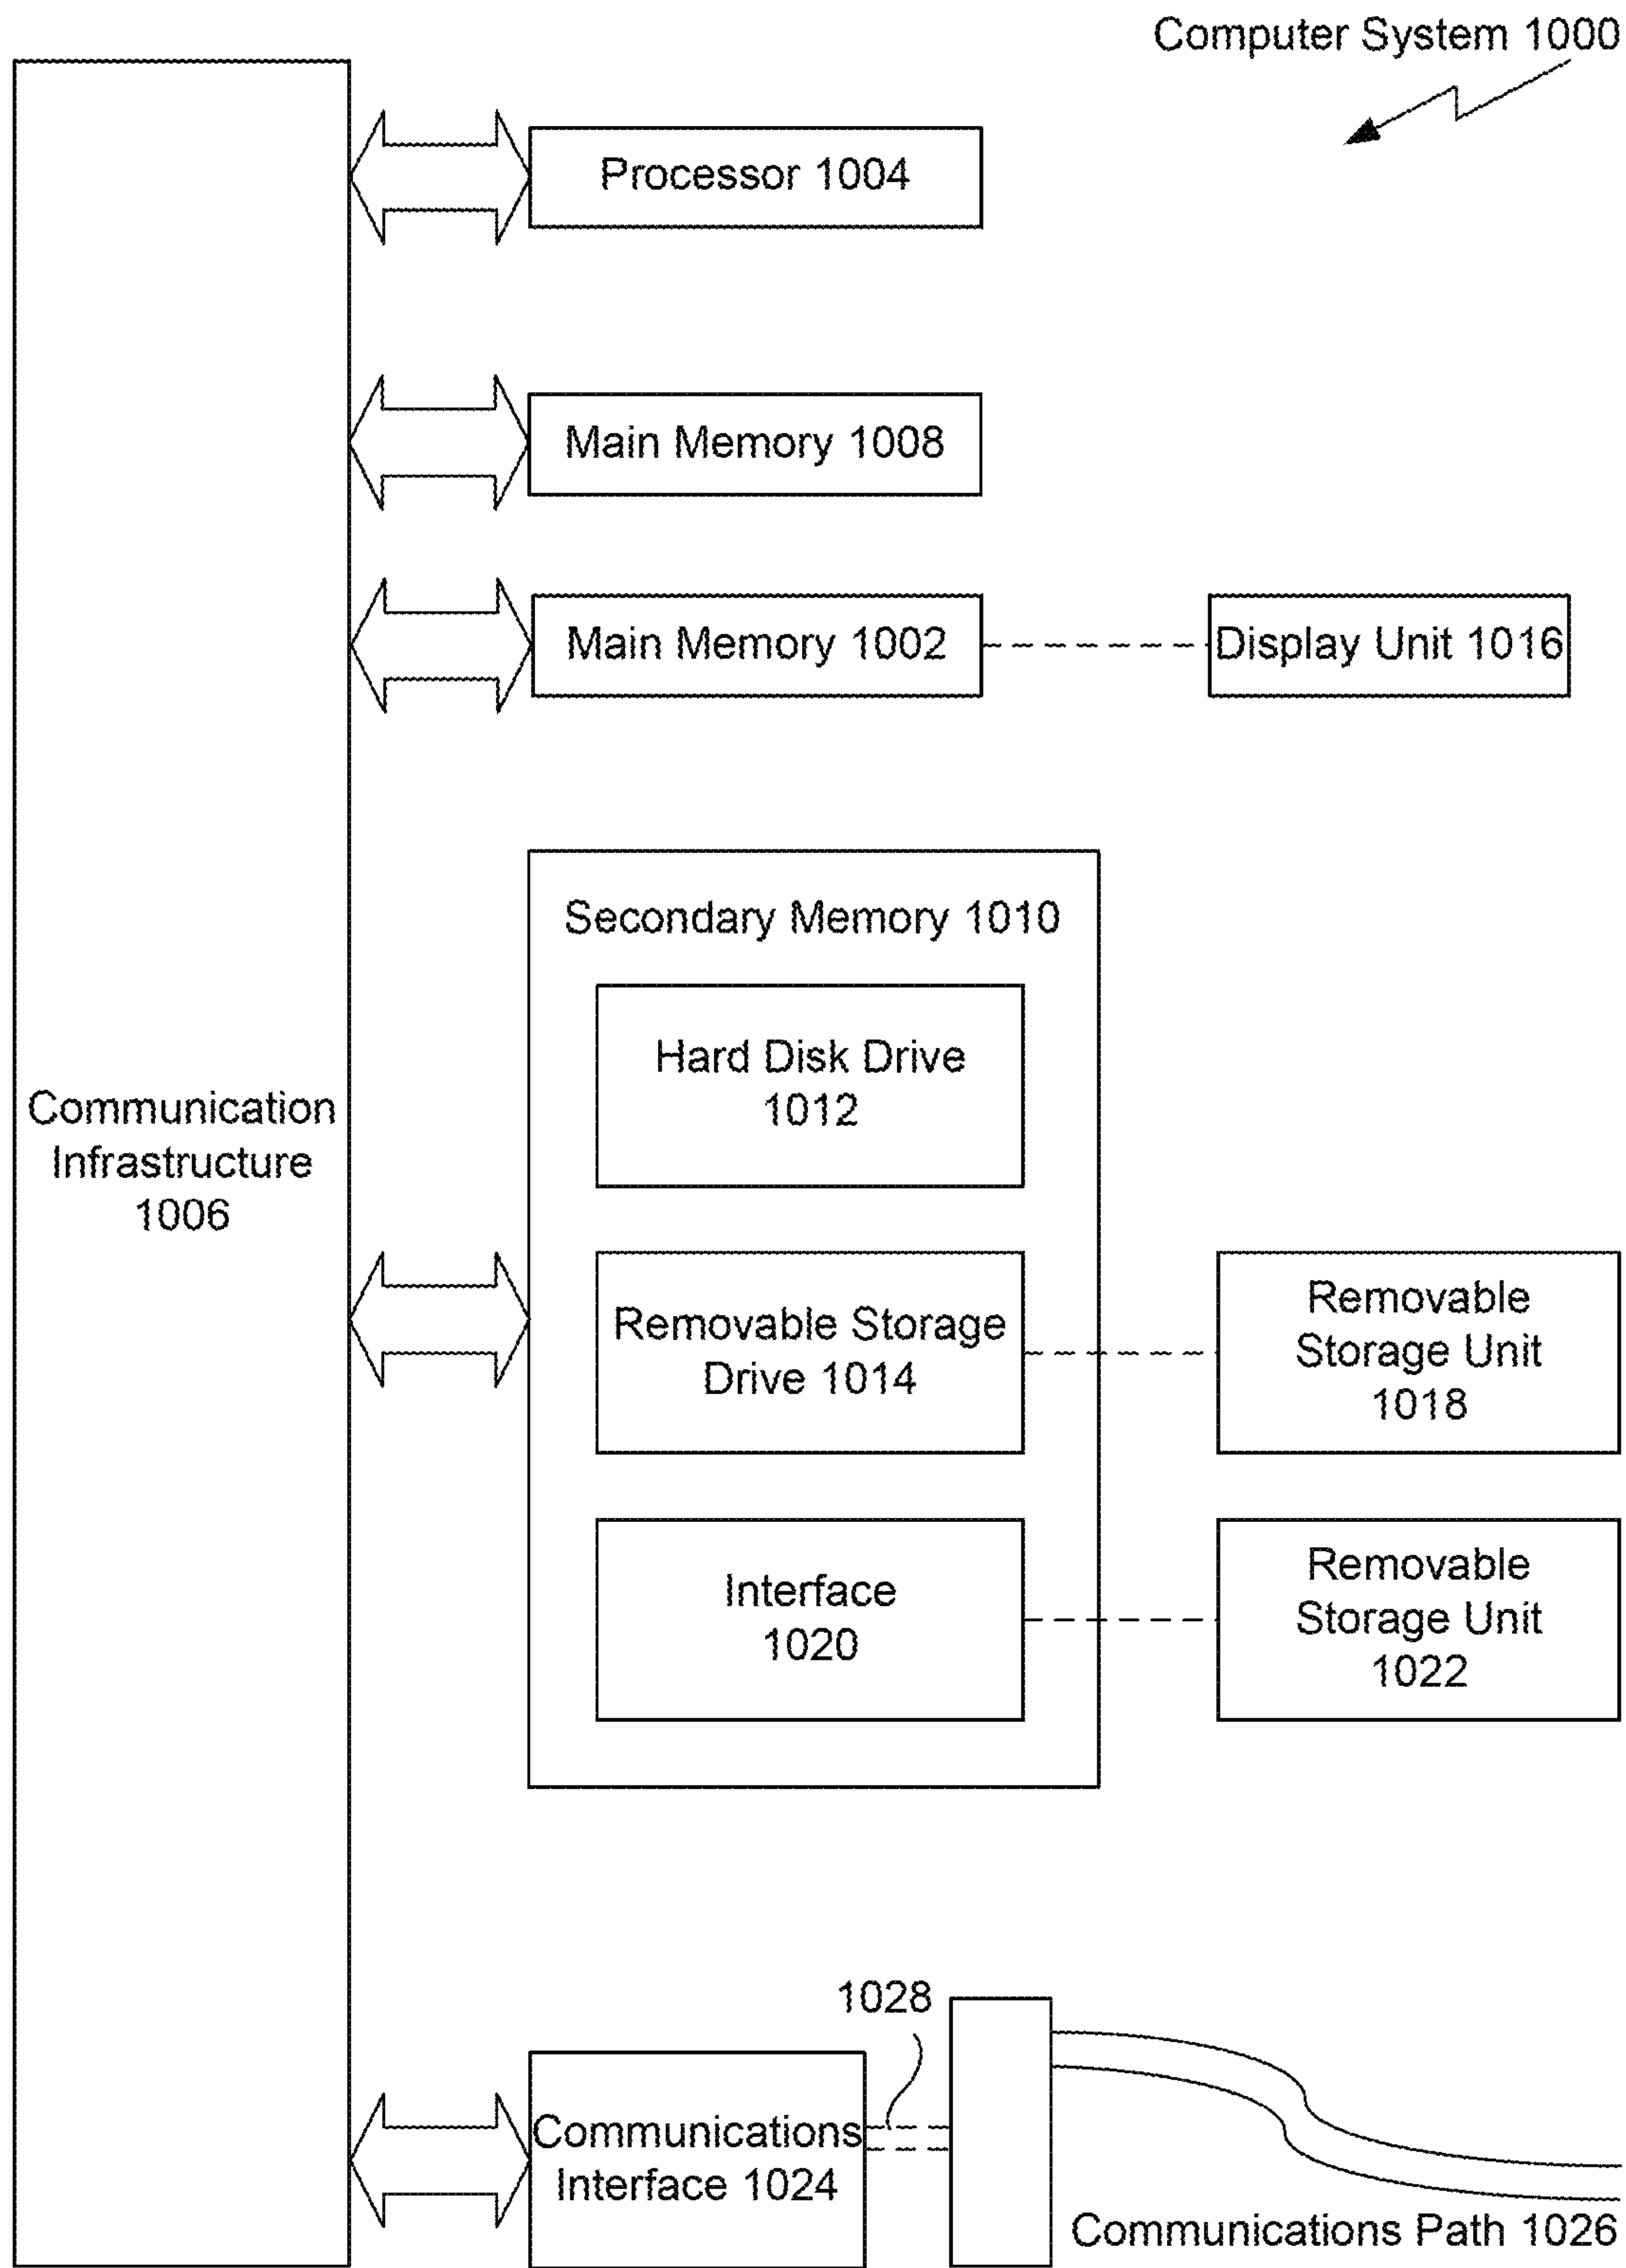 Computer System 1000
Processor 1004
Main Memory 1008
Main Memory 1002
Display Unit 1016
Secondary Memory 1010
Hard Disk Drive
1012
Communication
Infrastructure
1006
Removable Storage
Drive 1014
Removable
Storage Unit
1018
Interface
1020
Removable
Storage Unit
1022
1028
Communications
Interface 1024
Communications Path 1026